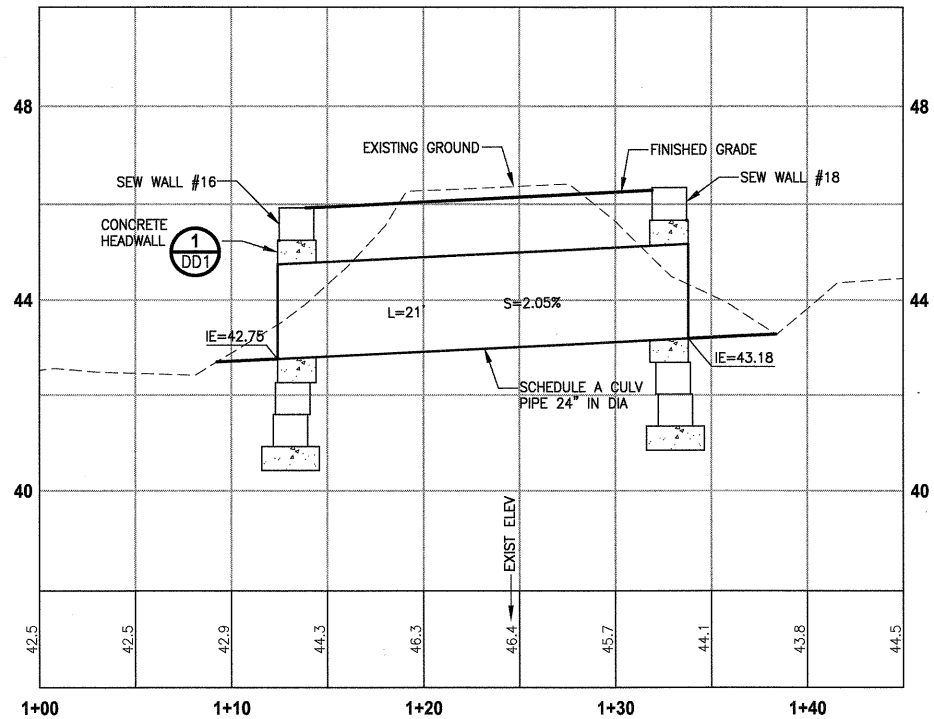 48
48
EXISTING GROUND
FINISHED GRADE
SEW WALL #16
SEW WALL #18
CONCRETE
HEADWALL
1
DD1
44
44
L=21'
S=2.05%
IE=42.75
IE=43.18
SCHEDULE A CULV
PIPE 24" IN DIA
40
40
EXIST ELEV
42.5
42.5
42.9
44.3
46.3
46.4
45.7
44.1
43.8
44.5
1+00
1+10
1+20
1+30
1+40